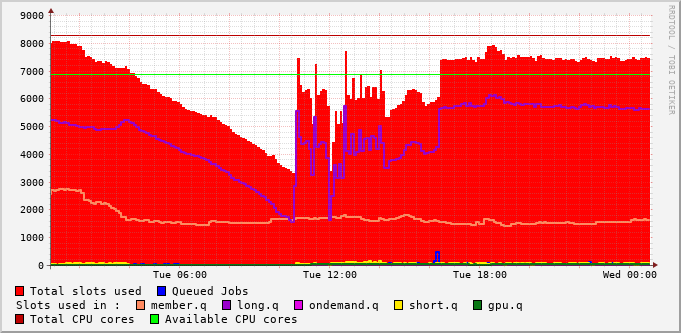 9000
8000
7000
6000
5000
4000
3000
2000
1000
0
Tue 06:00 Tue 12:00 Tue 18:00 Wed 00:00
RRDTOOL / TOBI OETIKER
Total slots used Queued Jobs
Slots used in : member.q long.q ondemand.q short.q gpu.q
Total CPU cores Available CPU cores